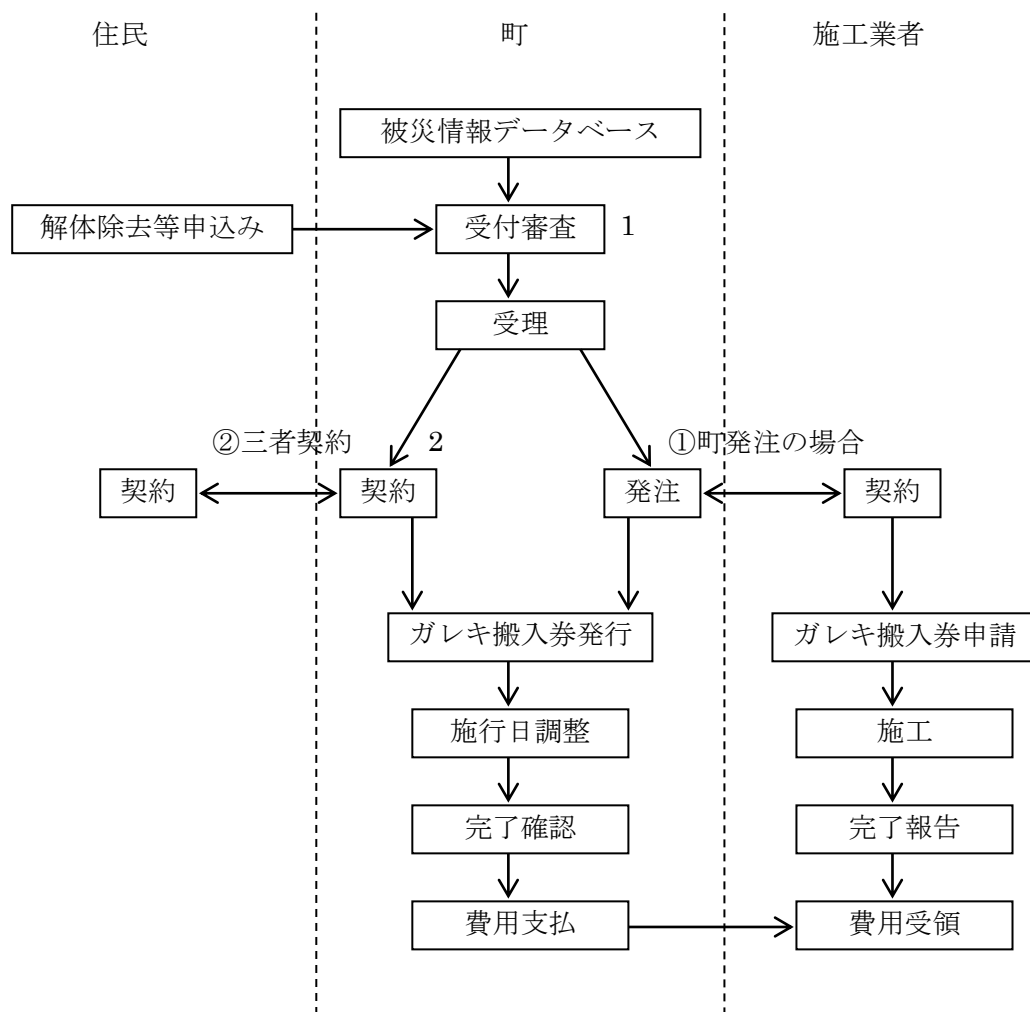 住民 町 施工業者
被災情報データベース
解体除去等申込み 受付審査 1
受理
②三者契約 2 ①町発注の場合
契約 契約 発注 契約
ガレキ搬入券発行 ガレキ搬入券申請
施行日調整 施工
完了確認 完了報告
費用支払 費用受領